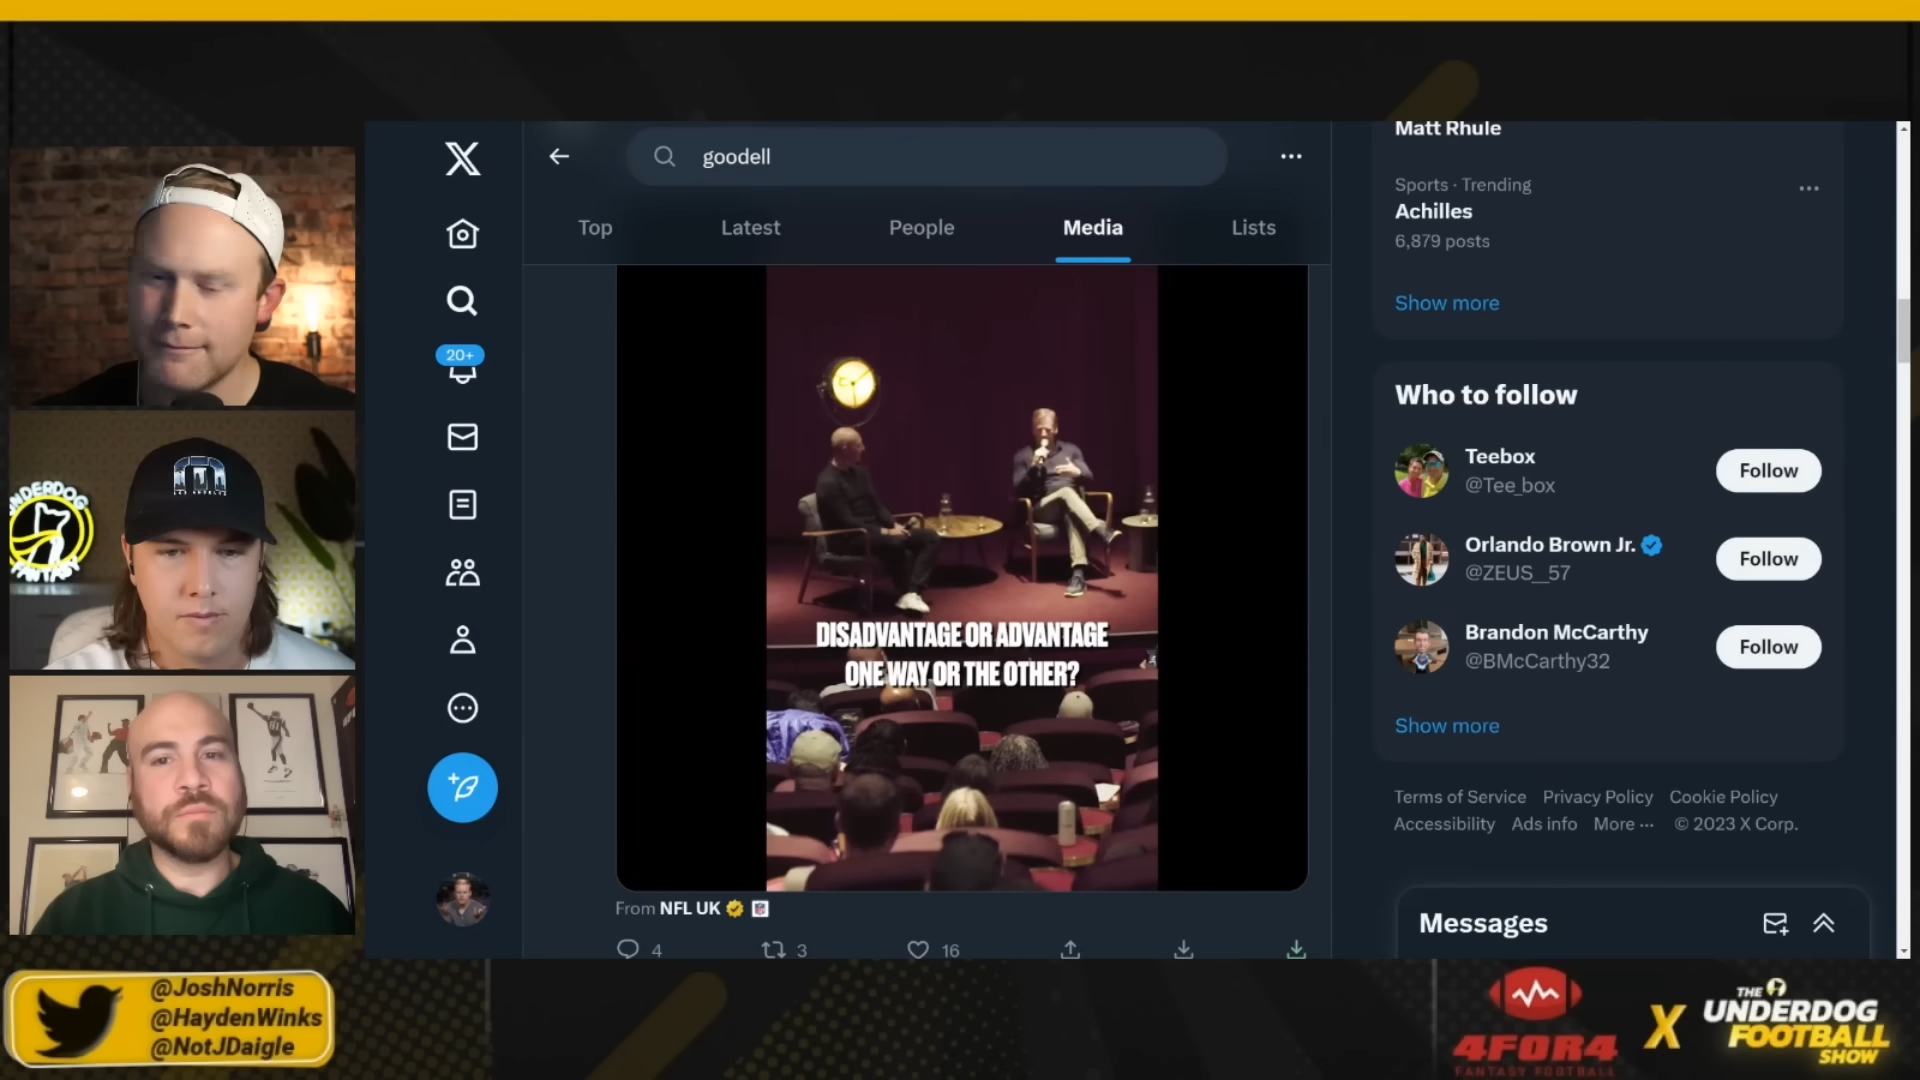 goodell
Top
Latest
People
Media
Lists
20+
DISADVANTAGE OR ADVANTAGE
ONE WAY OR THE OTHER?
From NFL UK
4
3
16
Matt Rhule
Sports · Trending
Achilles
6,879 posts
Show more
Who to follow
Teebox
@Tee_box
Follow
Orlando Brown Jr.
@ZEUS__57
Follow
Brandon McCarthy
@BMcCarthy32
Follow
Show more
Terms of Service Privacy Policy Cookie Policy
Accessibility Ads info More ··· © 2023 X Corp.
Messages
UNDERDOG
FANTASY
@JoshNorris
@HaydenWinks
@NotJDaigle
4FOR4
FANTASY FOOTBALL
X
THE
UNDERDOG
FOOTBALL
SHOW